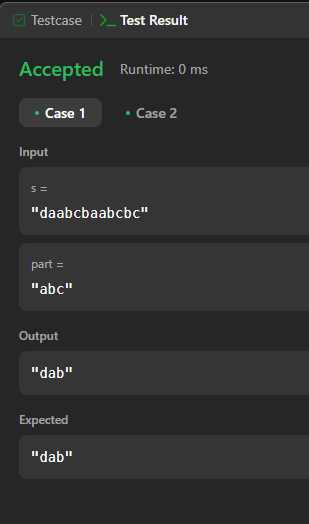 Testcase | Test Result
Accepted Runtime: 0 ms
• Case 1 • Case 2
Input
s =
"daabcbaabcbc"
part =
"abc"
Output
"dab"
Expected
"dab"